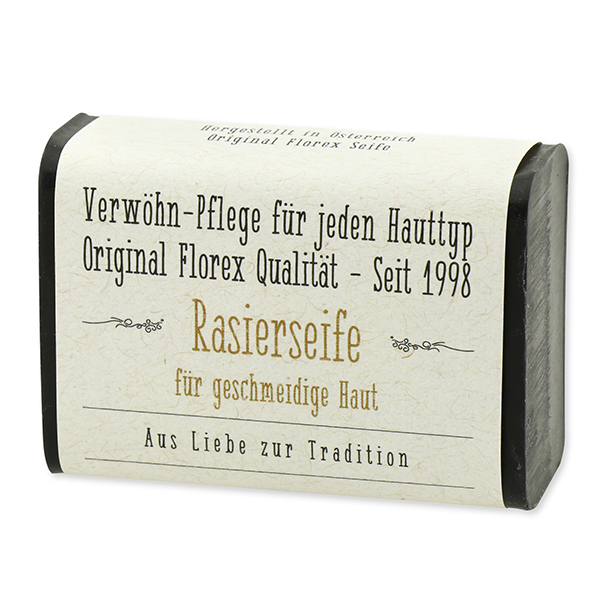 Hergestellt in Österreich
Original Florex Seife
Verwöhn-Pflege für jeden Hauttyp
Original Florex Qualität - Seit 1998
Rasierseife
für geschmeidige Haut
Aus Liebe zur Tradition